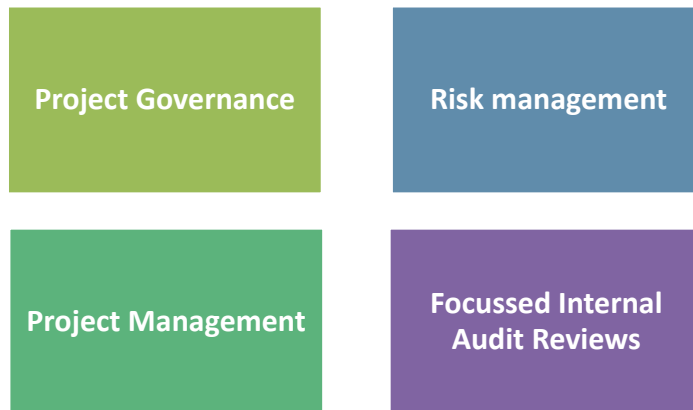 Project Governance
Risk management
Project Management
Focussed Internal
Audit Reviews